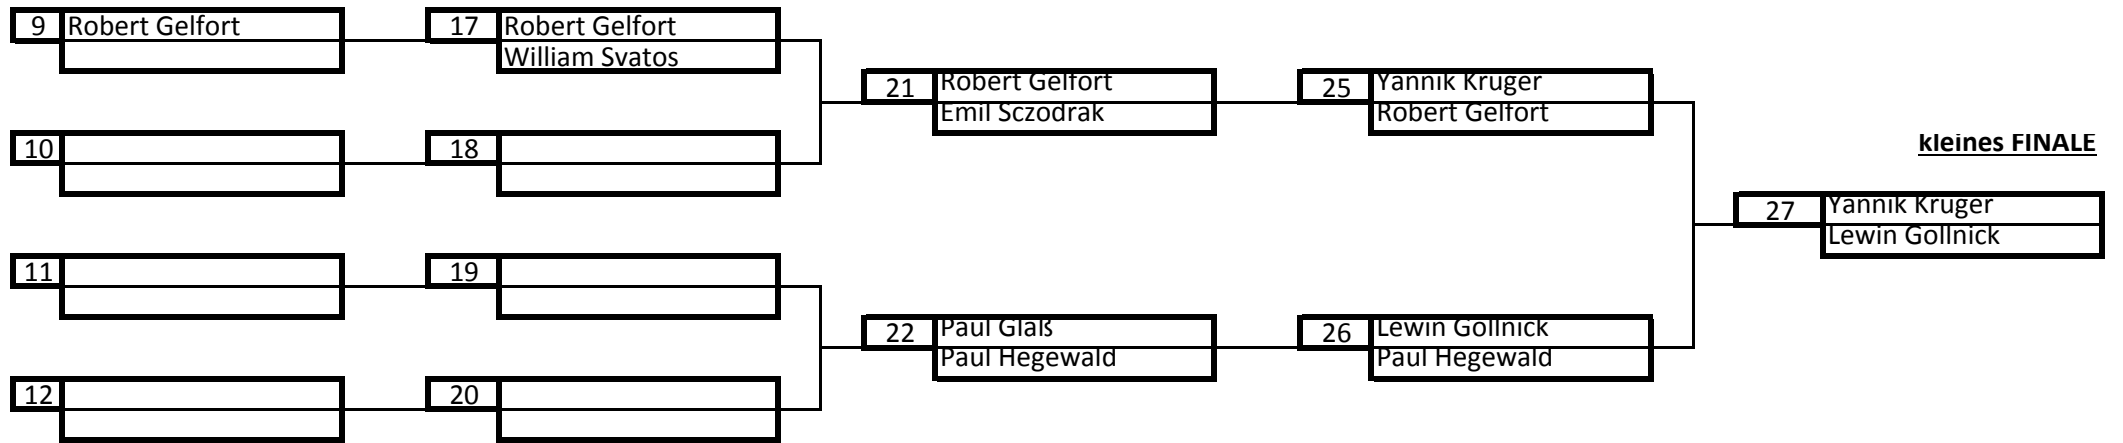 9 Robert Gelfort
17 Robert Gelfort
William Svatos
21 Robert Gelfort
Emil Sczodrak
25 Yannik Kruger
Robert Gelfort
10
18
kleines FINALE
27 Yannik Kruger
Lewin Gollnick
11
19
22 Paul Glaß
Paul Hegewald
26 Lewin Gollnick
Paul Hegewald
12
20